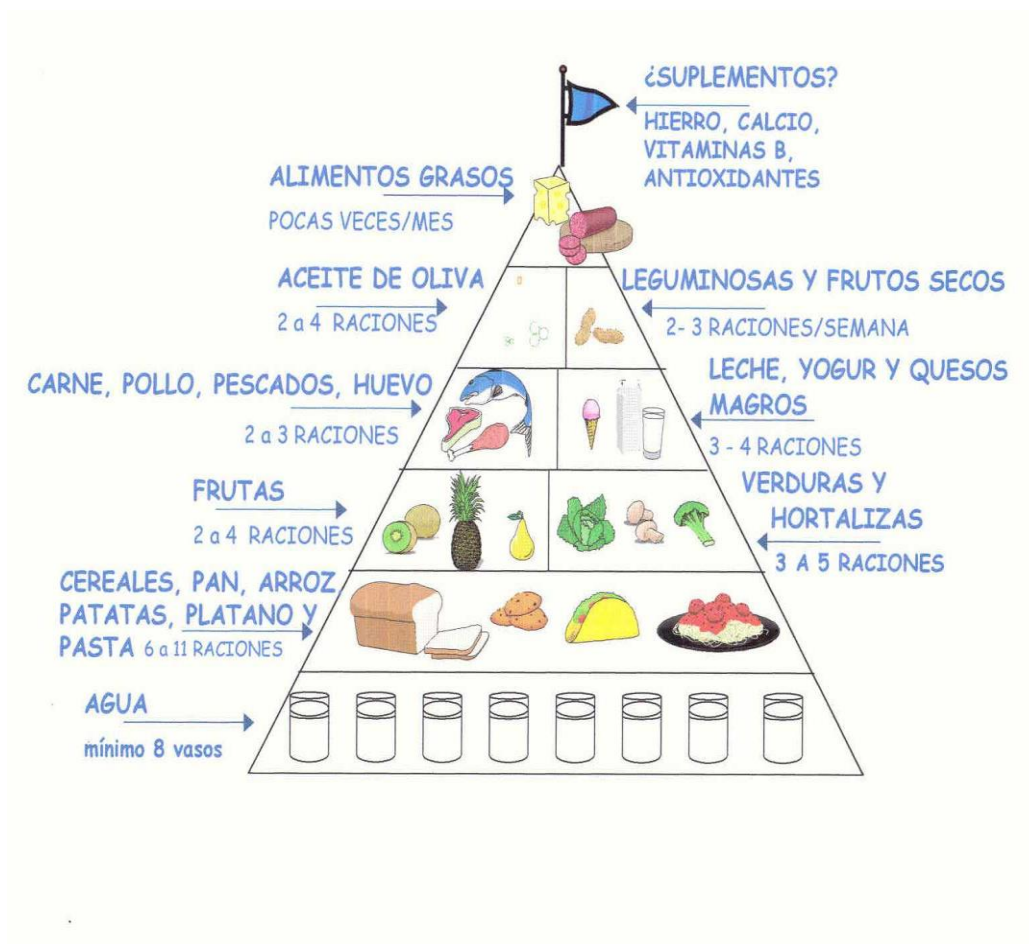 ¿SUPLEMENTOS?
HIERRO, CALCIO,
VITAMINAS B,
ANTIOXIDANTES
ALIMENTOS GRASOS
POCAS VECES/MES
ACEITE DE OLIVA
2 a 4 RACIONES
LEGUMINOSAS Y FRUTOS SECOS
2- 3 RACIONES/SEMANA
CARNE, POLLO, PESCADOS, HUEVO
2 a 3 RACIONES
LECHE, YOGUR Y QUESOS
MAGROS
3 - 4 RACIONES
FRUTAS
2 a 4 RACIONES
VERDURAS Y
HORTALIZAS
3 A 5 RACIONES
CEREALES, PAN, ARROZ,
PATATAS, PLATANO Y
PASTA 6 a 11 RACIONES
AGUA
mínimo 8 vasos